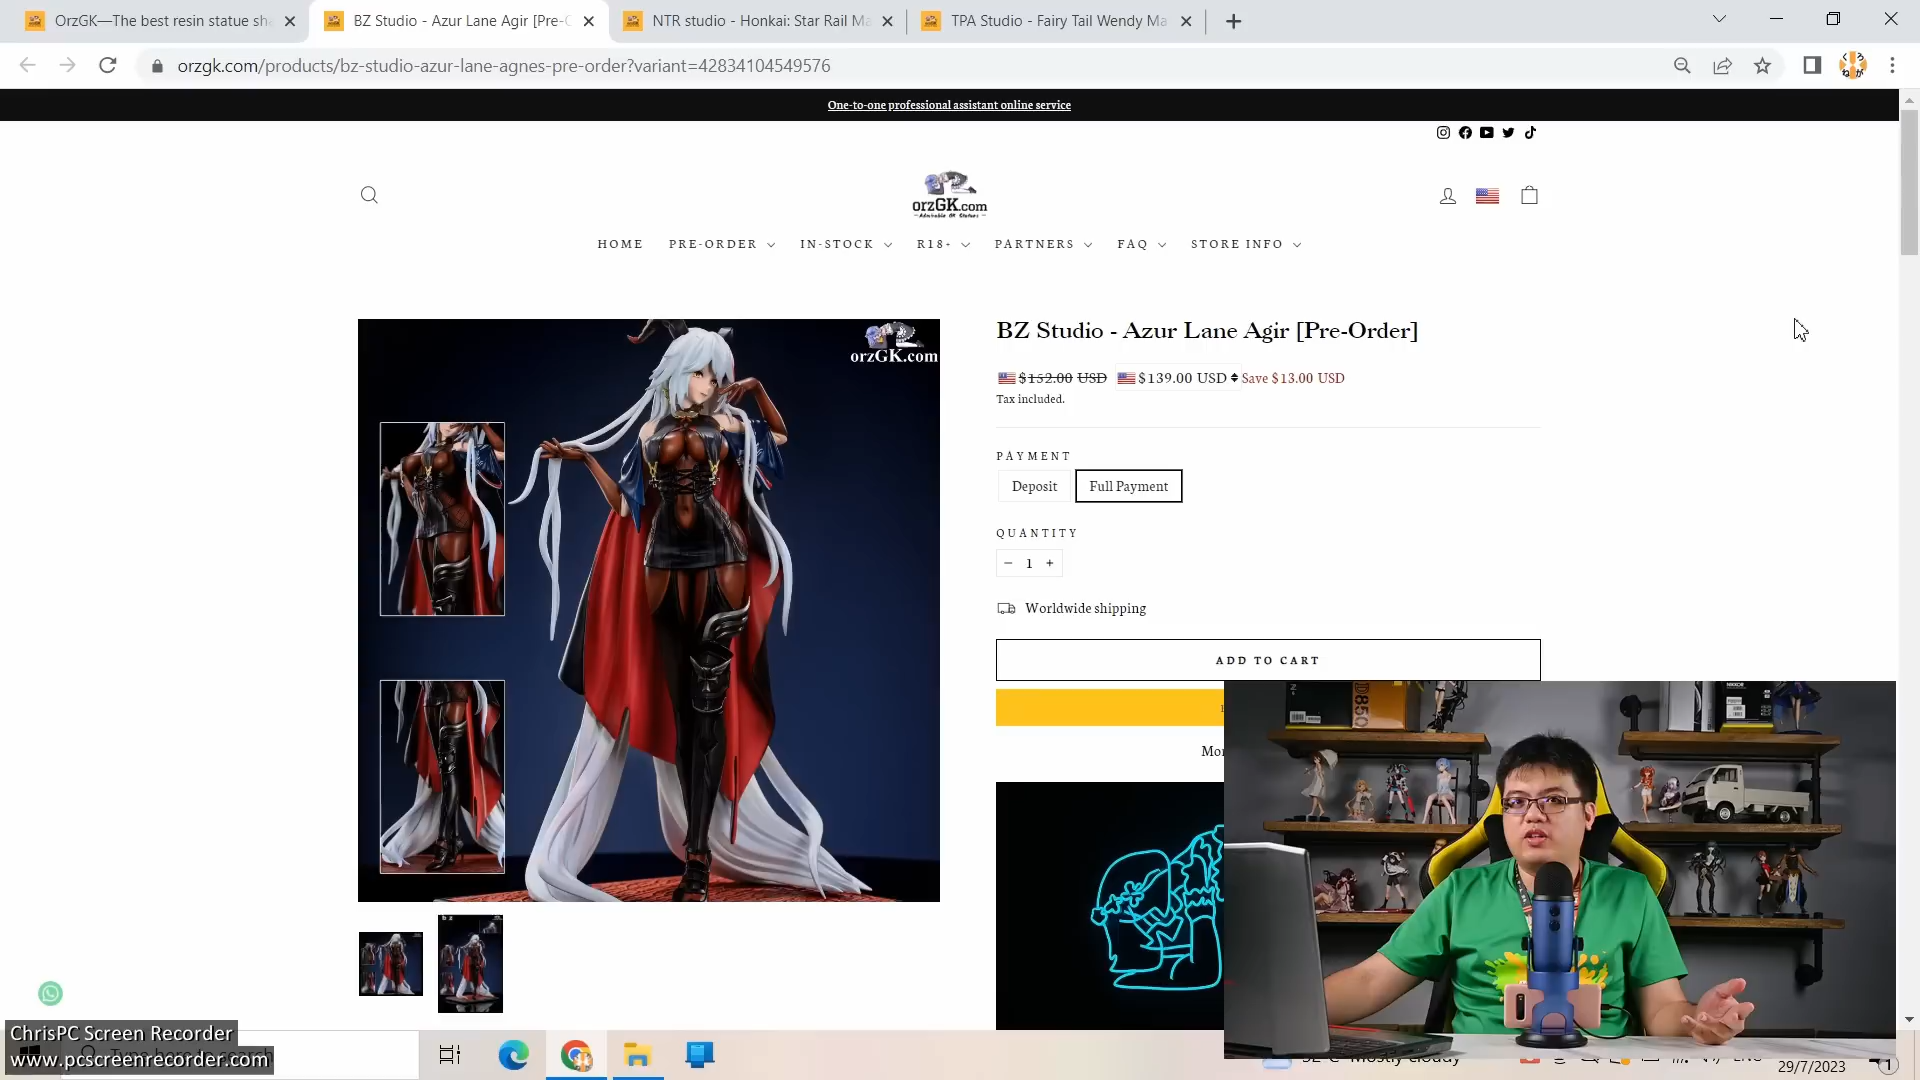 OrzGK—The best resin statue sh
BZ Studio - Azur Lane Agir [Pre-O
NTR studio - Honkai: Star Rail Ma
TPA Studio - Fairy Tail Wendy Ma
orzgk.com/products/bz-studio-azur-lane-agnes-pre-order?variant=42834104549576
One-to-one professional assistant online service
orzGK.com
HOME PRE-ORDER IN-STOCK R18+ PARTNERS FAQ STORE INFO
orzGK.com
BZ Studio - Azur Lane Agir [Pre-Order]
$152.00 USD $139.00 USD Save $13.00 USD
Tax included.
PAYMENT
Deposit Full Payment
QUANTITY
− 1 +
Worldwide shipping
ADD TO CART
Mor
D850
ChrisPC Screen Recorder
www.pcscreenrecorder.com
Mostly cloudy
29/7/2023
1